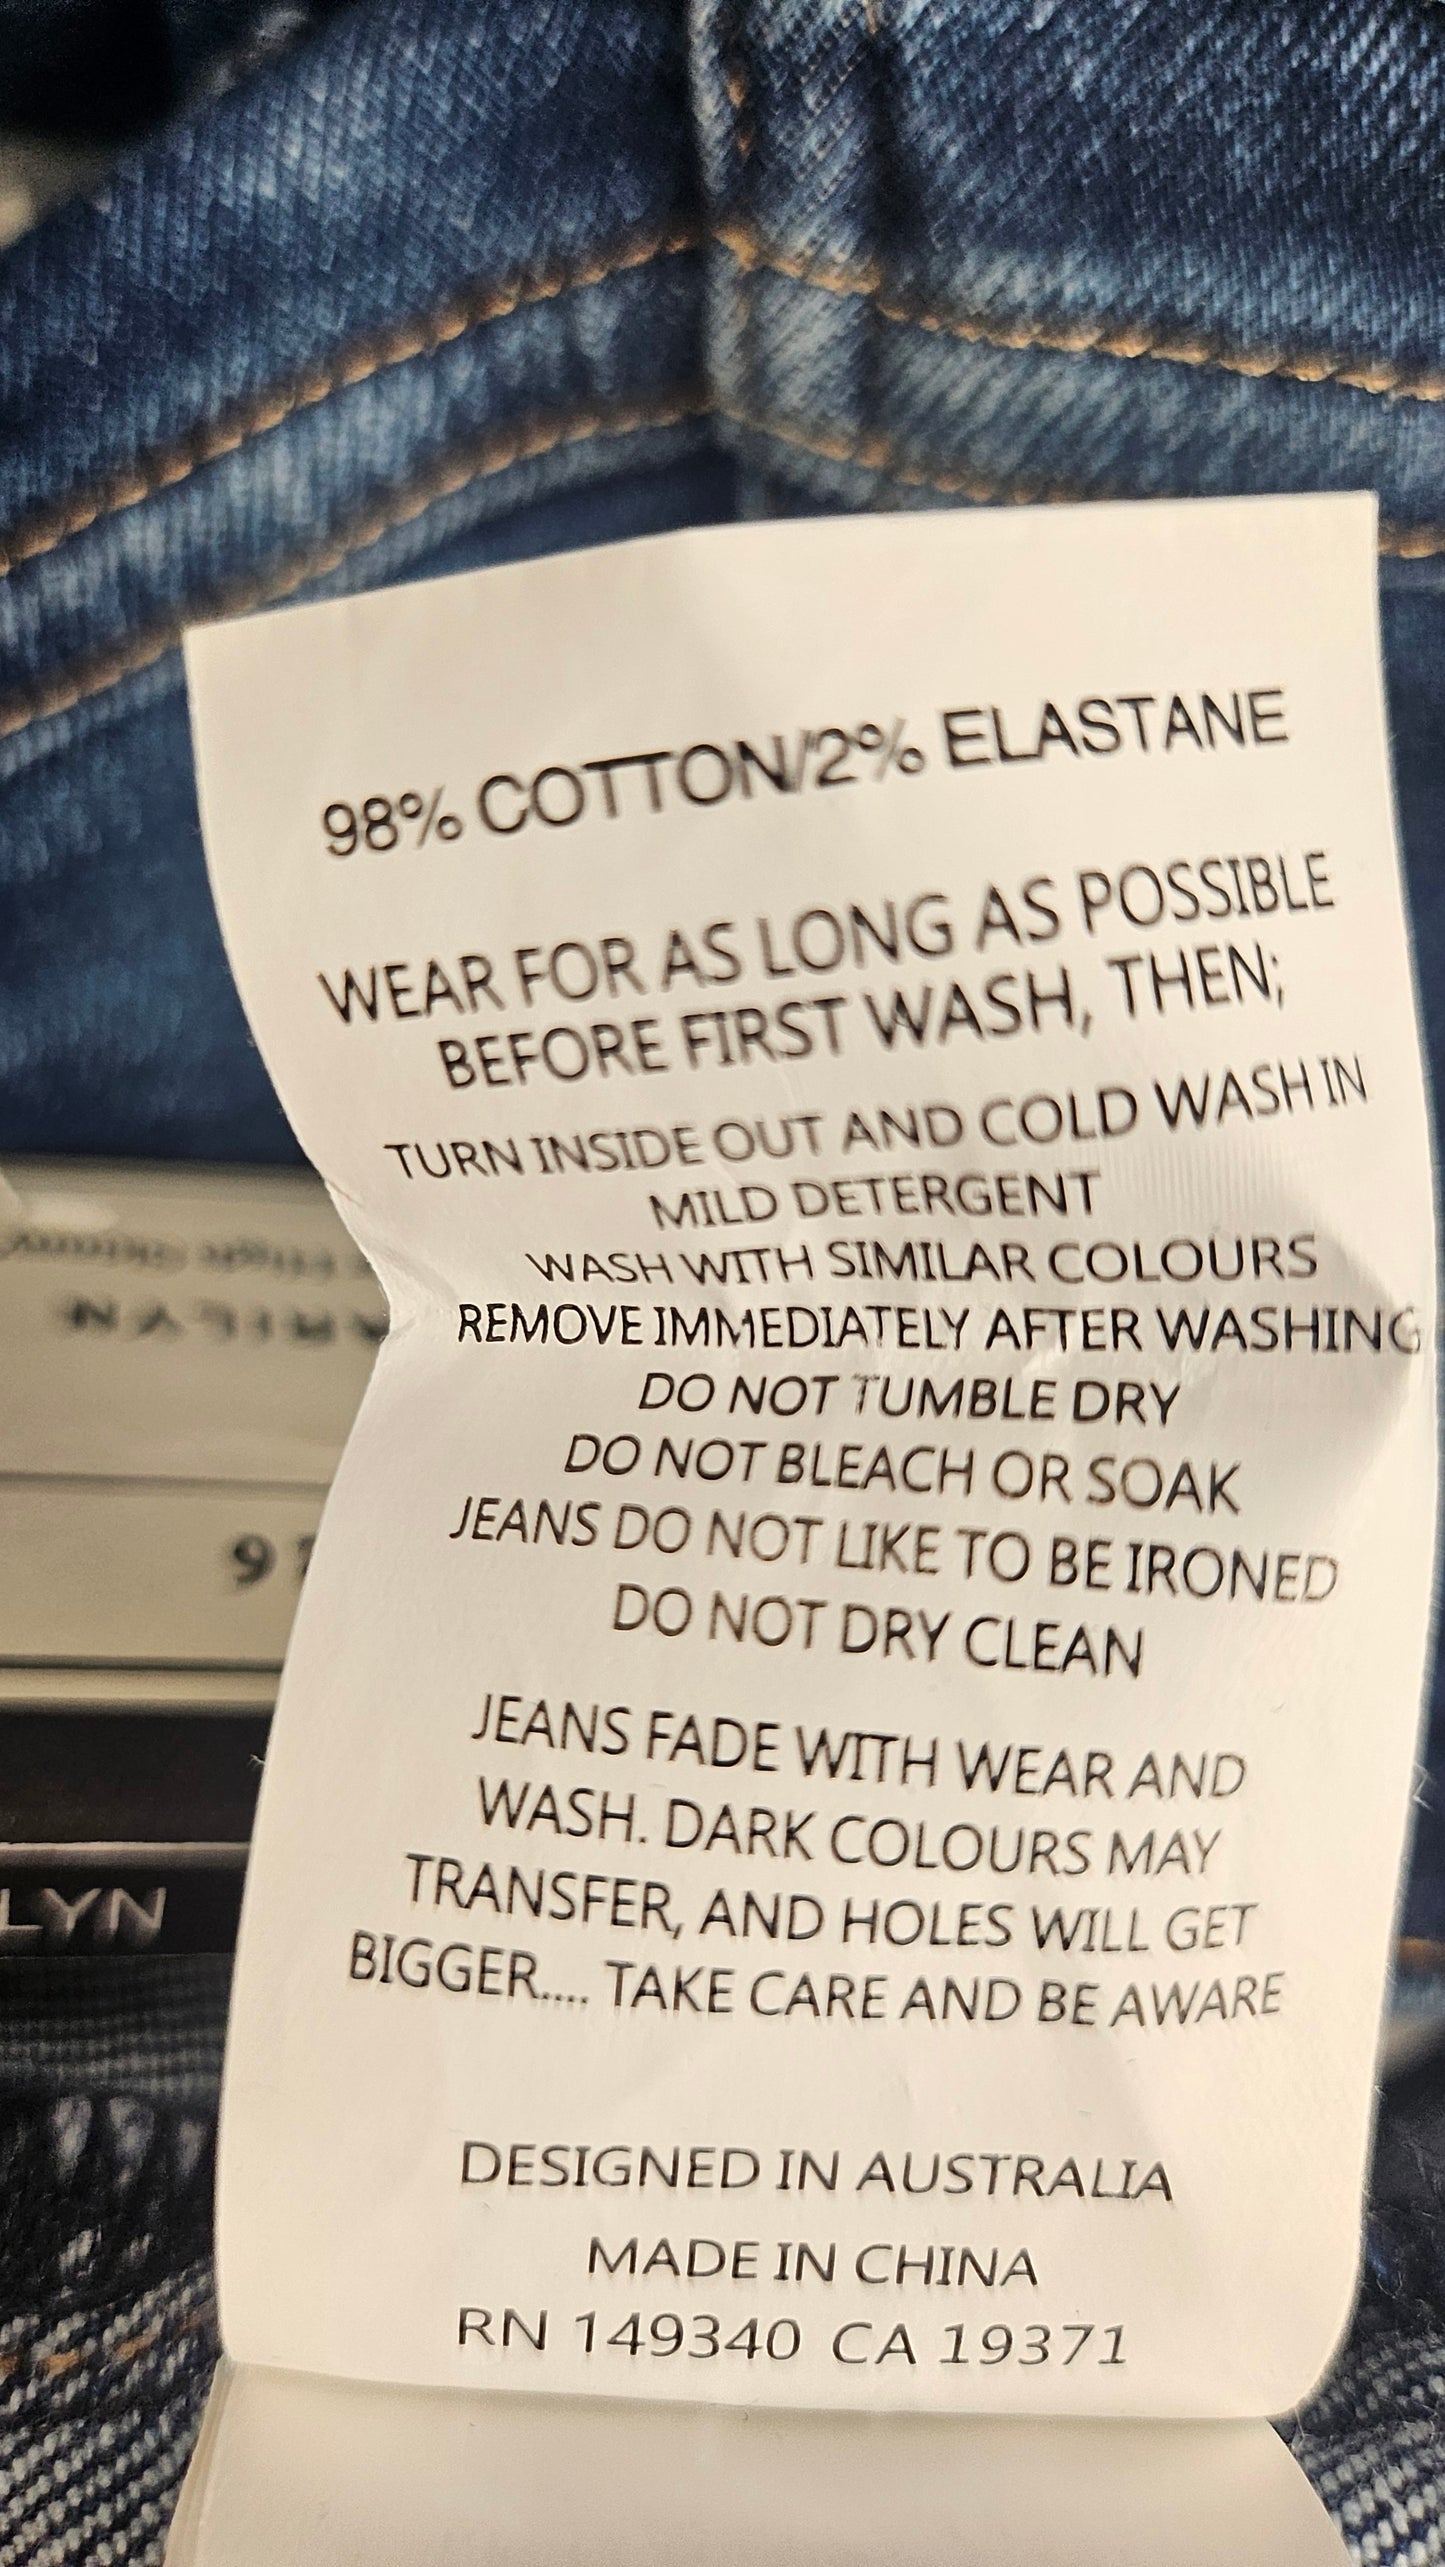 98% COTTON/2% ELASTANE
WEAR FOR AS LONG AS POSSIBLE
BEFORE FIRST WASH, THEN;
TURN INSIDE OUT AND COLD WASH IN
MILD DETERGENT
WASH WITH SIMILAR COLOURS
REMOVE IMMEDIATELY AFTER WASHING
DO NOT TUMBLE DRY
DO NOT BLEACH OR SOAK
JEANS DO NOT LIKE TO BE IRONED
DO NOT DRY CLEAN
JEANS FADE WITH WEAR AND
WASH. DARK COLOURS MAY
TRANSFER, AND HOLES WILL GET
BIGGER.... TAKE CARE AND BE AWARE
DESIGNED IN AUSTRALIA
MADE IN CHINA
RN 149340 CA 19371
LYN